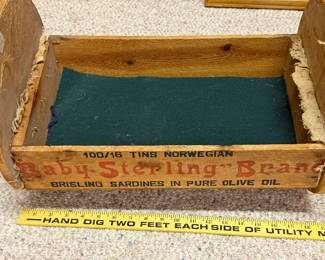 100/16 TINS NORWEGIAN
Baby-Sterling-Brand
BRISLING SARDINES IN PURE OLIVE OIL
HAND DIG TWO FEET EACH SIDE OF UTILITY